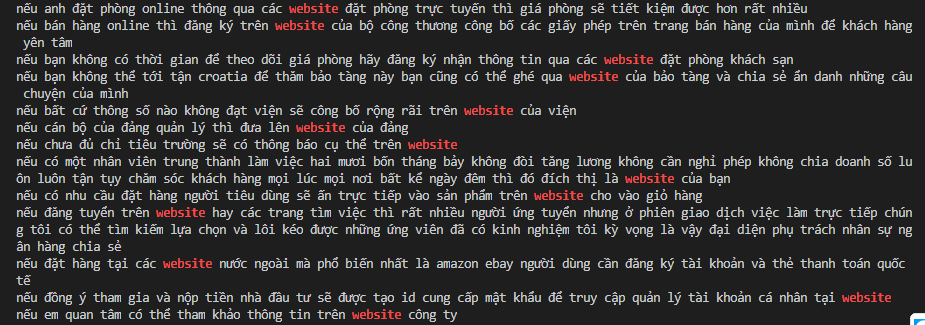 nếu anh đặt phòng online thông qua các website đặt phòng trực tuyến thì giá phòng sẽ tiết kiệm được hơn rất nhiều
nếu bán hàng online thì đăng ký trên website của bộ công thương công bố các giấy phép trên trang bán hàng của mình để khách hàng
yên tâm
nếu bạn không có thời gian để theo dõi giá phòng hãy đăng ký nhận thông tin qua các website đặt phòng khách sạn
nếu bạn không thể tới tận croatia để thăm bảo tàng này bạn cũng có thể ghé qua website của bảo tàng và chia sẻ ẩn danh những câu
chuyện của mình
nếu bất cứ thông số nào không đạt viện sẽ công bố rộng rãi trên website của viện
nếu cán bộ của đảng quản lý thì đưa lên website của đảng
nếu chưa đủ chỉ tiêu trường sẽ có thông báo cụ thể trên website
nếu có một nhân viên trung thành làm việc hai mươi bốn tháng bảy không đòi tăng lương không cần nghỉ phép không chia doanh số lu
ôn luôn tận tụy chăm sóc khách hàng mọi lúc mọi nơi bất kể ngày đêm thì đó đích thị là website của bạn
nếu có nhu cầu đặt hàng người tiêu dùng sẽ ấn trực tiếp vào sản phẩm trên website cho vào giỏ hàng
nếu đăng tuyển trên website hay các trang tìm việc thì rất nhiều người ứng tuyển nhưng ở phiên giao dịch việc làm trực tiếp chún
g tôi có thể tìm kiếm lựa chọn và lôi kéo được những ứng viên đã có kinh nghiệm tôi kỳ vọng là vậy đại diện phụ trách nhân sự ng
ân hàng chia sẻ
nếu đặt hàng tại các website nước ngoài mà phổ biến nhất là amazon ebay người dùng cần đăng ký tài khoản và thẻ thanh toán quốc
tế
nếu đồng ý tham gia và nộp tiền nhà đầu tư sẽ được tạo id cung cấp mật khẩu để truy cập quản lý tài khoản cá nhân tại website
nếu em quan tâm có thể tham khảo thông tin trên website công ty